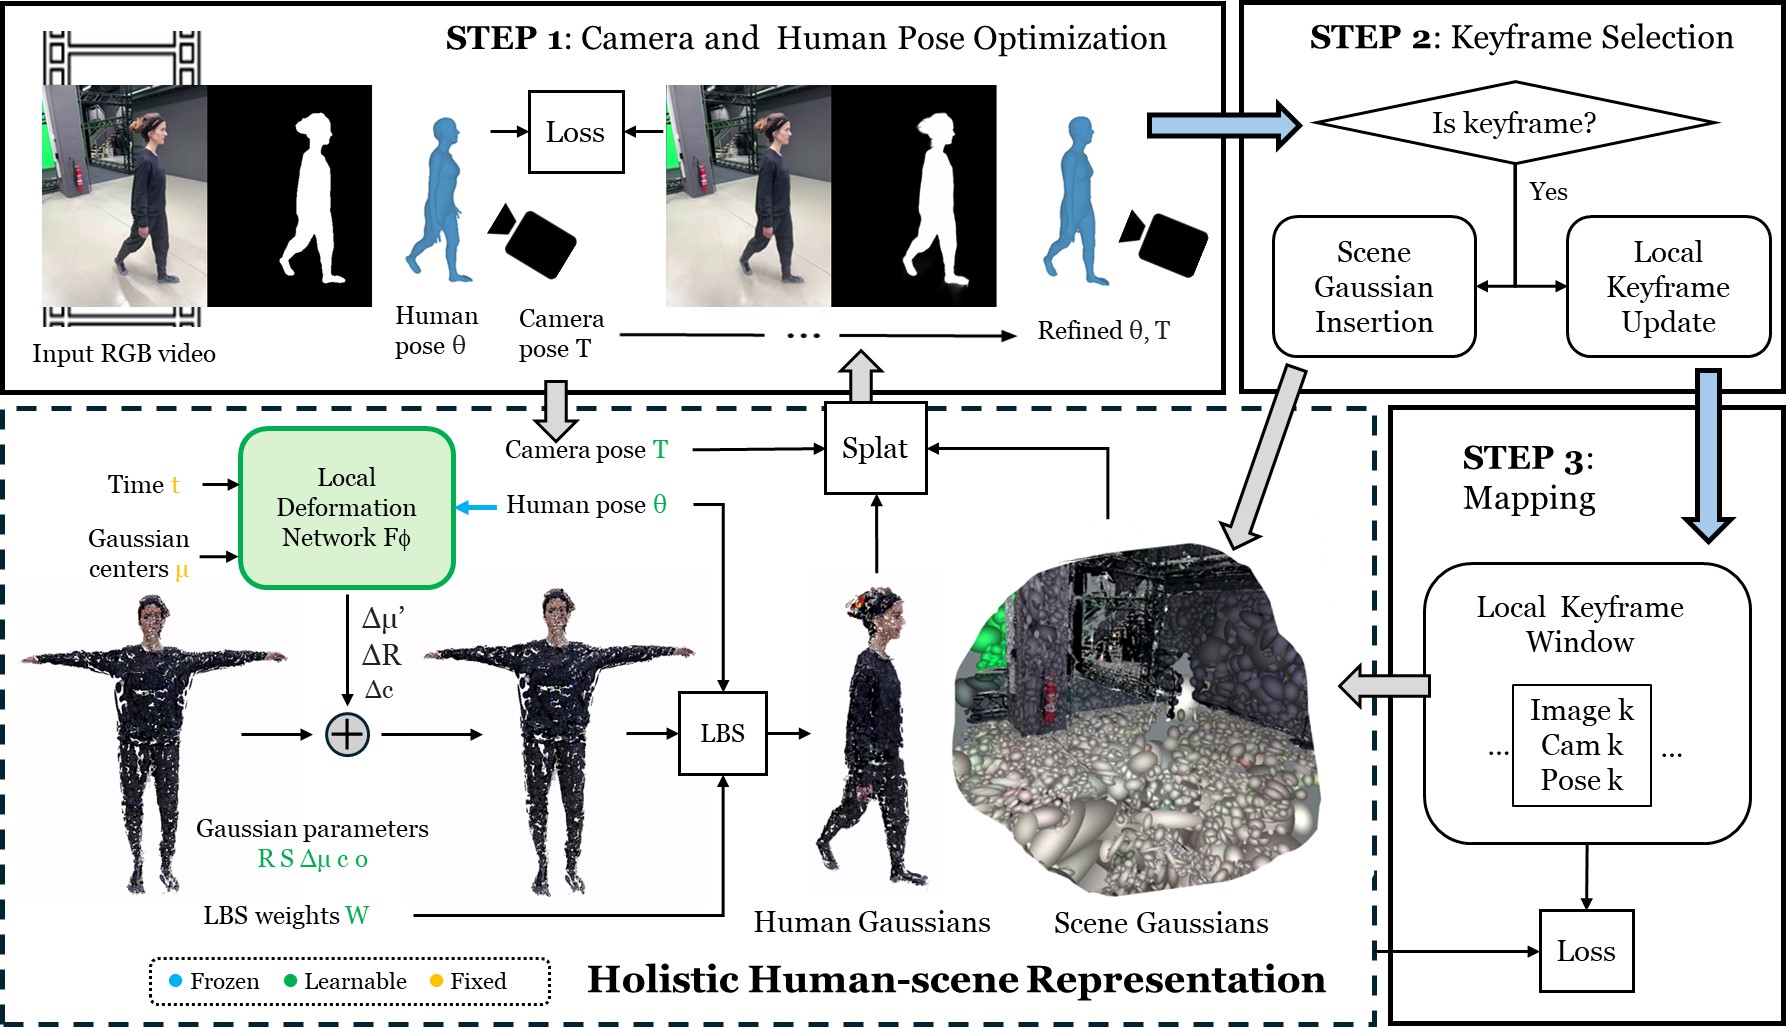 STEP 1: Camera and Human Pose Optimization
Loss
Input RGB video
Human
pose θ
Camera
pose T
...
Refined θ, T
STEP 2: Keyframe Selection
Is keyframe?
Yes
Scene
Gaussian
Insertion
Local
Keyframe
Update
Time t
Gaussian
centers μ
Local
Deformation
Network Fϕ
Camera pose T
Human pose θ
Splat
Δμ’
ΔR
Δc
LBS
Gaussian parameters
R S Δμ c o
LBS weights W
Human Gaussians
Scene Gaussians
Frozen
Learnable
Fixed
Holistic Human-scene Representation
STEP 3:
Mapping
Local Keyframe
Window
Image k
... Cam k ...
Pose k
Loss